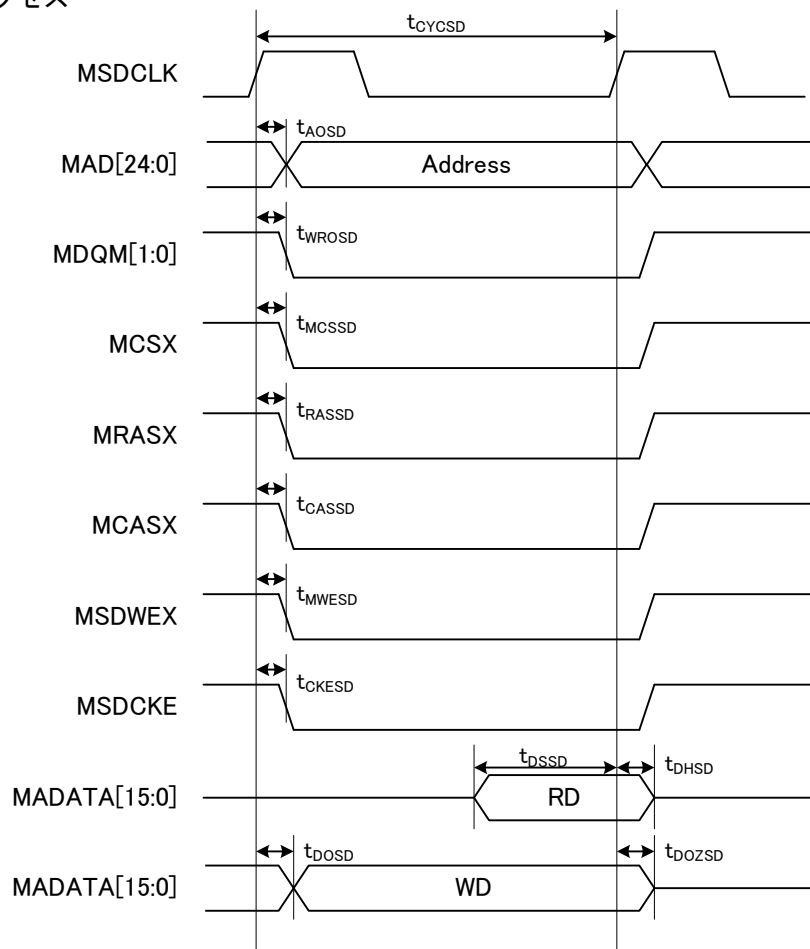 tCYCSD
MSDCLK
tAOSD
MAD[24:0]
Address
tWROSD
MDQM[1:0]
tMCSSD
MCSX
tRASSD
MRASX
tCASSD
MCASX
tMWESD
MSDWEX
tCKESD
MSDCKE
tDSSD
tDHSD
MADATA[15:0]
RD
tDOSD
tDOZSD
MADATA[15:0]
WD